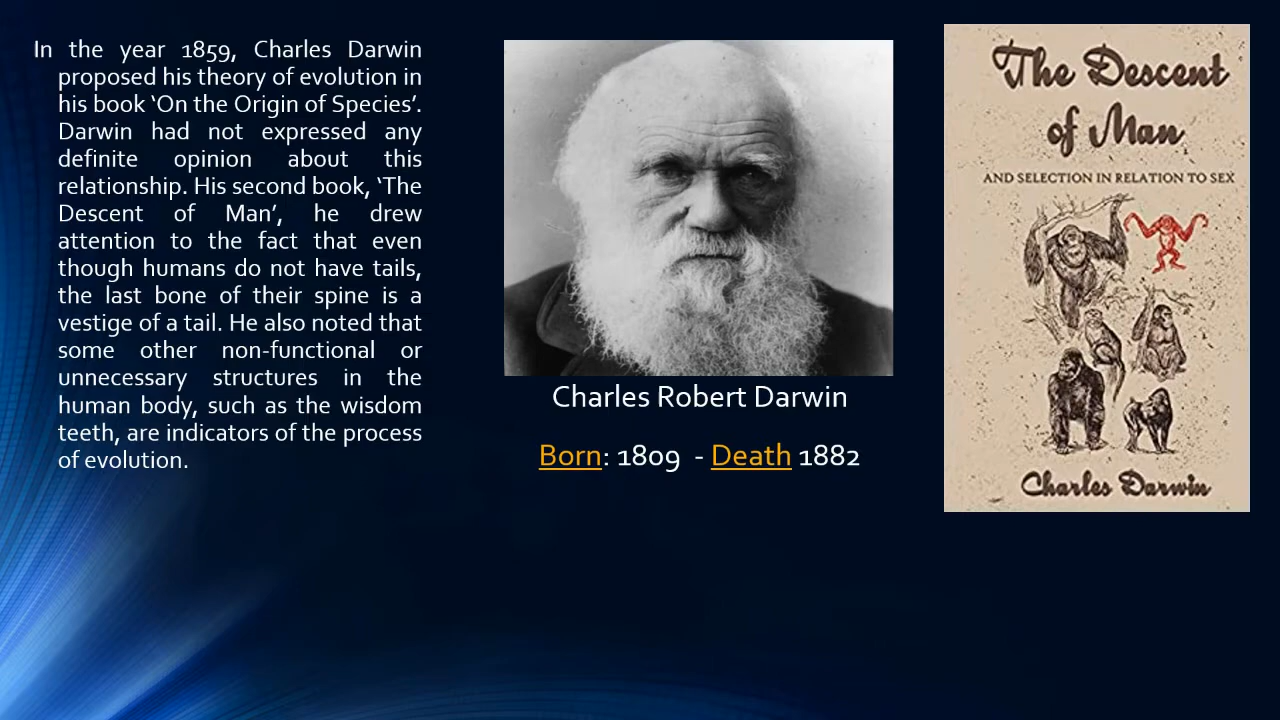 In the year 1859, Charles Darwin
proposed his theory of evolution in
his book ‘On the Origin of Species’.
Darwin had not expressed any
definite opinion about this
relationship. His second book, ‘The
Descent of Man’, he drew
attention to the fact that even
though humans do not have tails,
the last bone of their spine is a
vestige of a tail. He also noted that
some other non-functional or
unnecessary structures in the
human body, such as the wisdom
teeth, are indicators of the process
of evolution.
Charles Robert Darwin
Born: 1809 - Death 1882
The Descent
of Man
AND SELECTION IN RELATION TO SEX
Charles Darwin